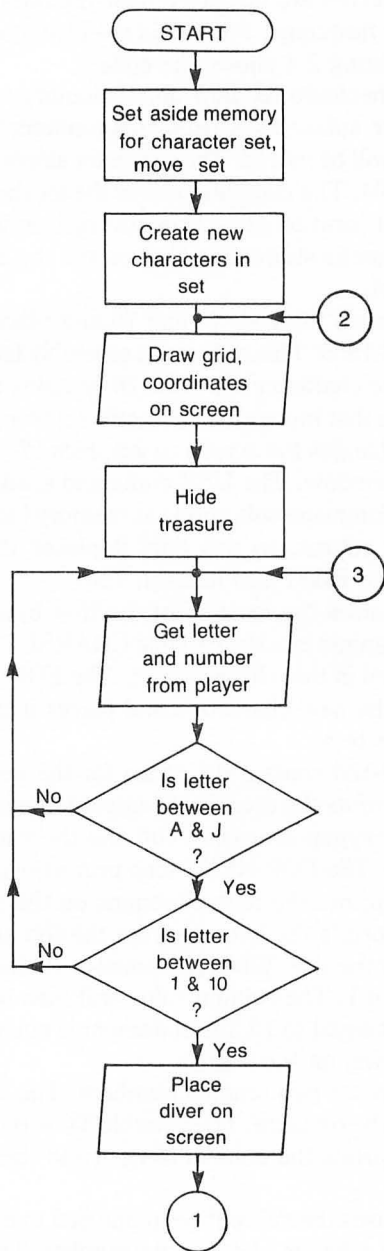 START
Set aside memory
for character set,
move set
Create new
characters in
set
2
Draw grid,
coordinates
on screen
Hide
treasure
3
Get letter
and number
from player
Is letter
between
A & J
?
No
Yes
Is letter
between
1 & 10
?
No
Yes
Place
diver on
screen
1